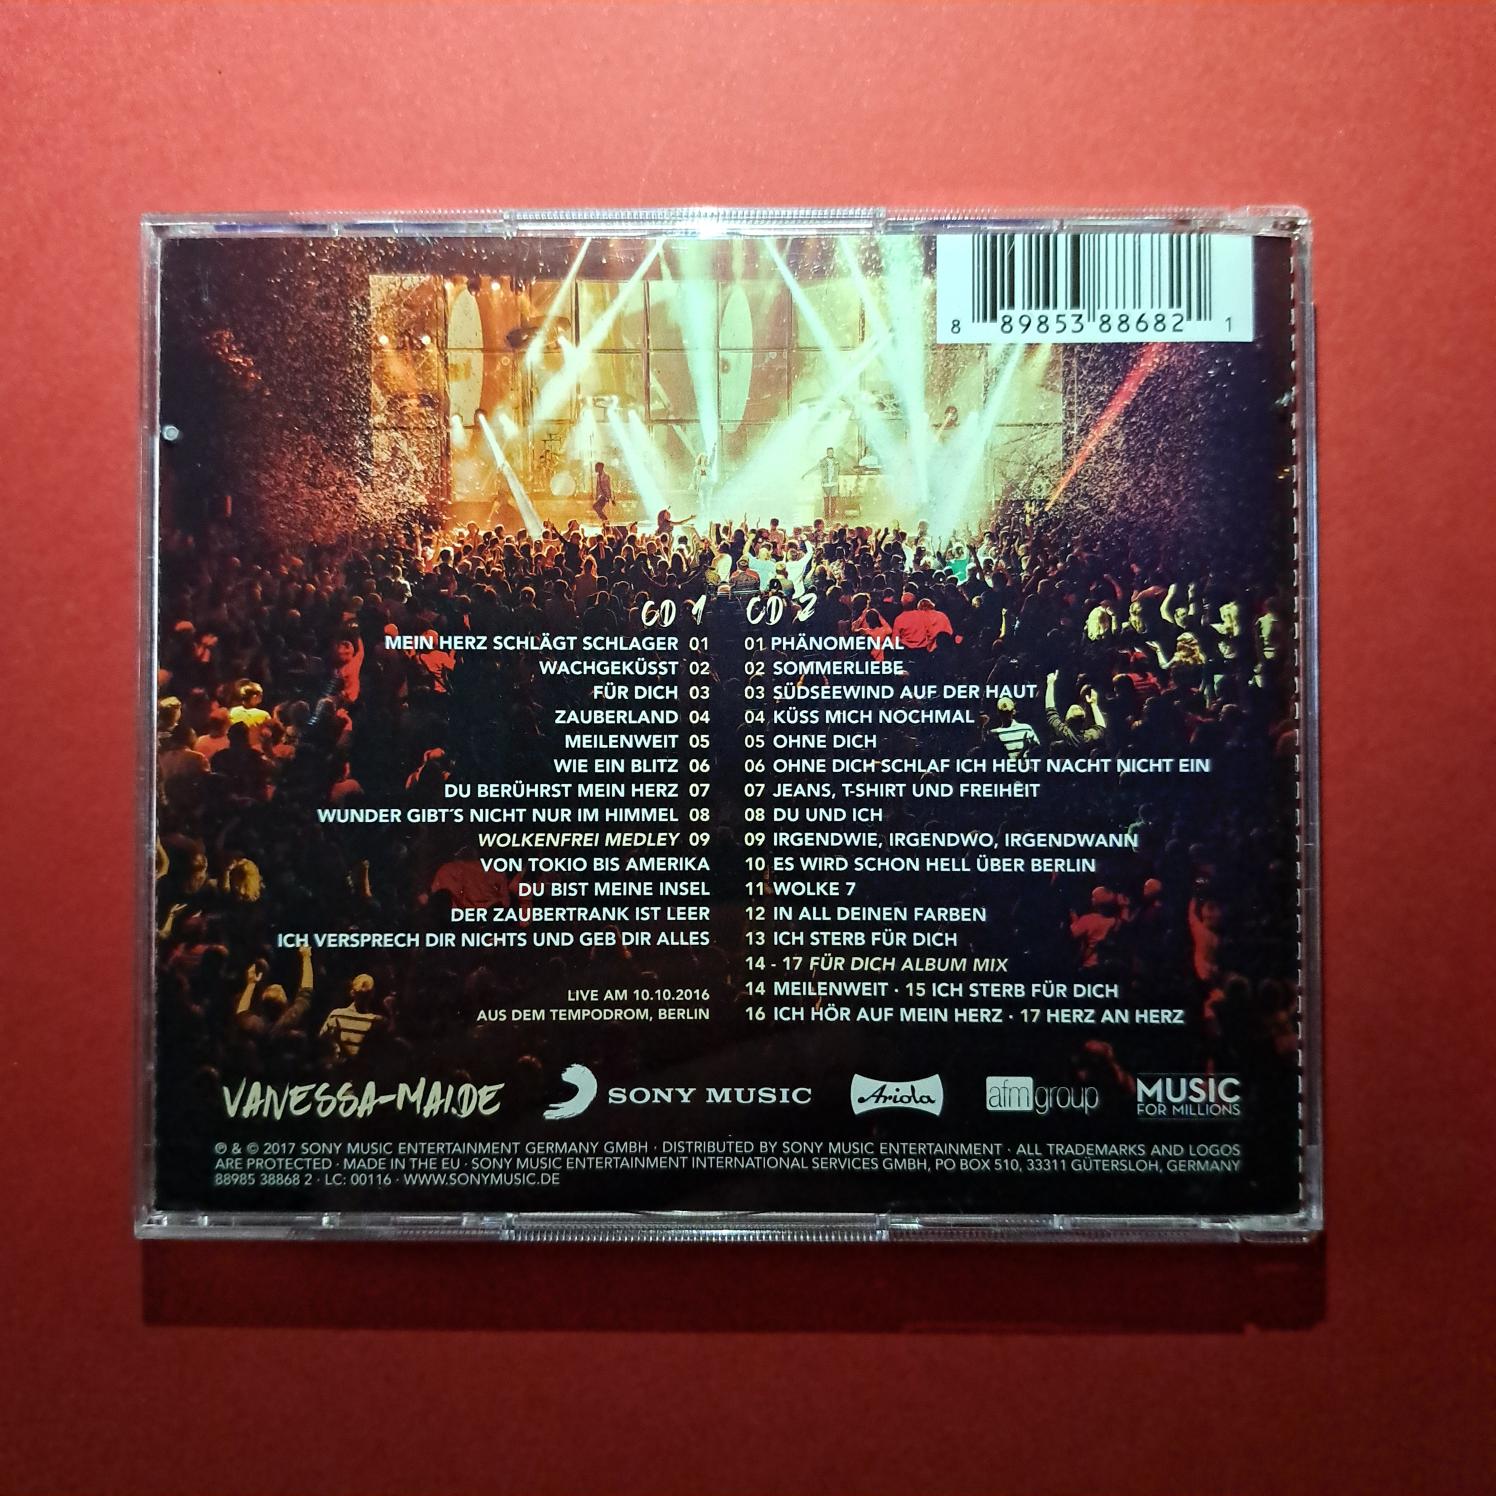 8 89853 88682 1
CD 1
MEIN HERZ SCHLÄGT SCHLAGER 01
WACHGEKÜSST 02
FÜR DICH 03
ZAUBERLAND 04
MEILENWEIT 05
WIE EIN BLITZ 06
DU BERÜHRST MEIN HERZ 07
WUNDER GIBT´S NICHT NUR IM HIMMEL 08
WOLKENFREI MEDLEY 09
VON TOKIO BIS AMERIKA
DU BIST MEINE INSEL
DER ZAUBERTRANK IST LEER
ICH VERSPRECH DIR NICHTS UND GEB DIR ALLES
LIVE AM 10.10.2016
AUS DEM TEMPODROM, BERLIN
CD 2
01 PHÄNOMENAL
02 SOMMERLIEBE
03 SÜDSEEWIND AUF DER HAUT
04 KÜSS MICH NOCHMAL
05 OHNE DICH
06 OHNE DICH SCHLAF ICH HEUT NACHT NICHT EIN
07 JEANS, T-SHIRT UND FREIHEIT
08 DU UND ICH
09 IRGENDWIE, IRGENDWO, IRGENDWANN
10 ES WIRD SCHON HELL ÜBER BERLIN
11 WOLKE 7
12 IN ALL DEINEN FARBEN
13 ICH STERB FÜR DICH
14 - 17 FÜR DICH ALBUM MIX
14 MEILENWEIT · 15 ICH STERB FÜR DICH
16 ICH HÖR AUF MEIN HERZ · 17 HERZ AN HERZ
VANESSA-MAI.DE
SONY MUSIC
Ariola
afm group
MUSIC
FOR MILLIONS
℗ & © 2017 SONY MUSIC ENTERTAINMENT GERMANY GMBH · DISTRIBUTED BY SONY MUSIC ENTERTAINMENT · ALL TRADEMARKS AND LOGOS
ARE PROTECTED · MADE IN THE EU · SONY MUSIC ENTERTAINMENT INTERNATIONAL SERVICES GMBH, PO BOX 510, 33311 GÜTERSLOH, GERMANY
88985 38868 2 · LC: 00116 · WWW.SONYMUSIC.DE